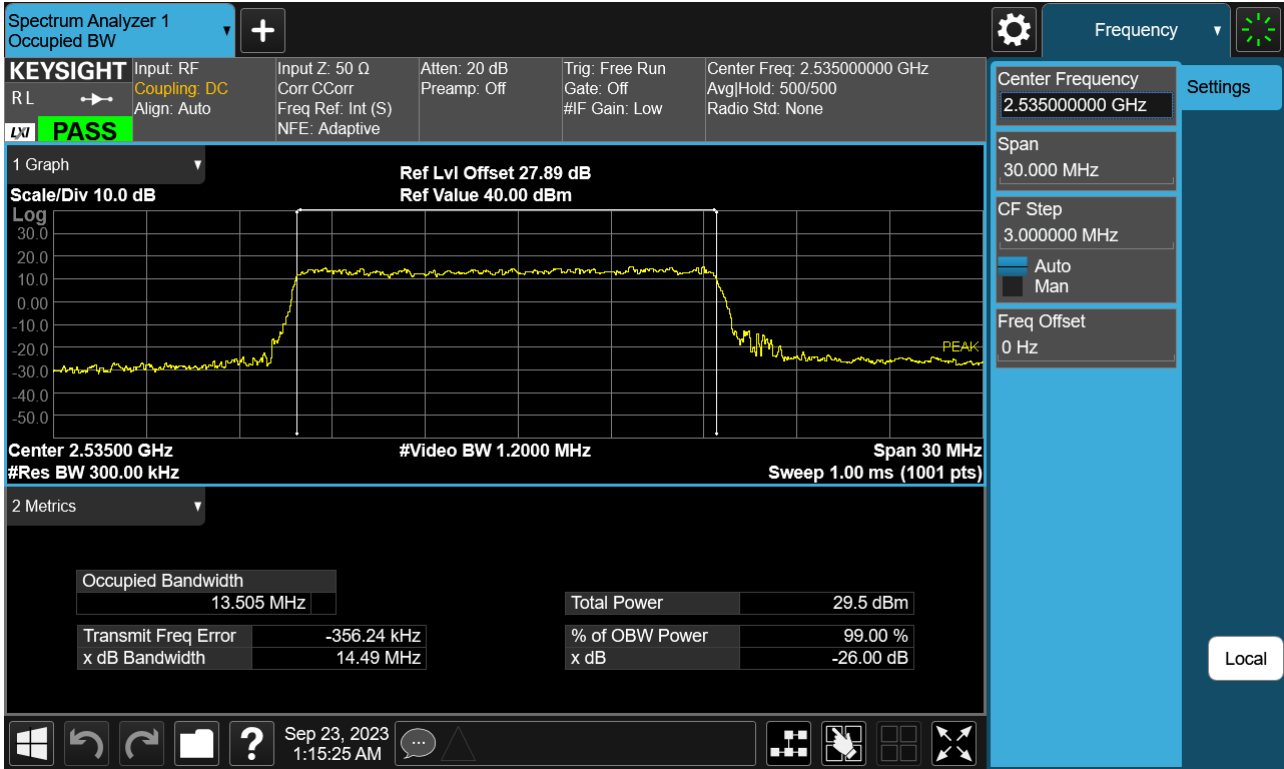 Spectrum Analyzer 1
Occupied BW
Frequency
KEYSIGHT
R L
LXI
PASS
Input: RF
Coupling: DC
Align: Auto
Input Z: 50 Ω
Corr CCorr
Freq Ref: Int (S)
NFE: Adaptive
Atten: 20 dB
Preamp: Off
Trig: Free Run
Gate: Off
#IF Gain: Low
Center Freq: 2.535000000 GHz
Avg|Hold: 500/500
Radio Std: None
Center Frequency
2.535000000 GHz
Settings
Span
30.000 MHz
CF Step
3.000000 MHz
Auto
Man
Freq Offset
0 Hz
Local
1 Graph
Scale/Div 10.0 dB
Ref Lvl Offset 27.89 dB
Ref Value 40.00 dBm
Log
30.0
20.0
10.0
0.00
-10.0
-20.0
-30.0
-40.0
-50.0
PEAK
Center 2.53500 GHz
#Video BW 1.2000 MHz
Span 30 MHz
#Res BW 300.00 kHz
Sweep 1.00 ms (1001 pts)
2 Metrics
Occupied Bandwidth
13.505 MHz
Total Power 29.5 dBm
Transmit Freq Error -356.24 kHz
% of OBW Power 99.00 %
x dB Bandwidth 14.49 MHz
x dB -26.00 dB
?
Sep 23, 2023
1:15:25 AM